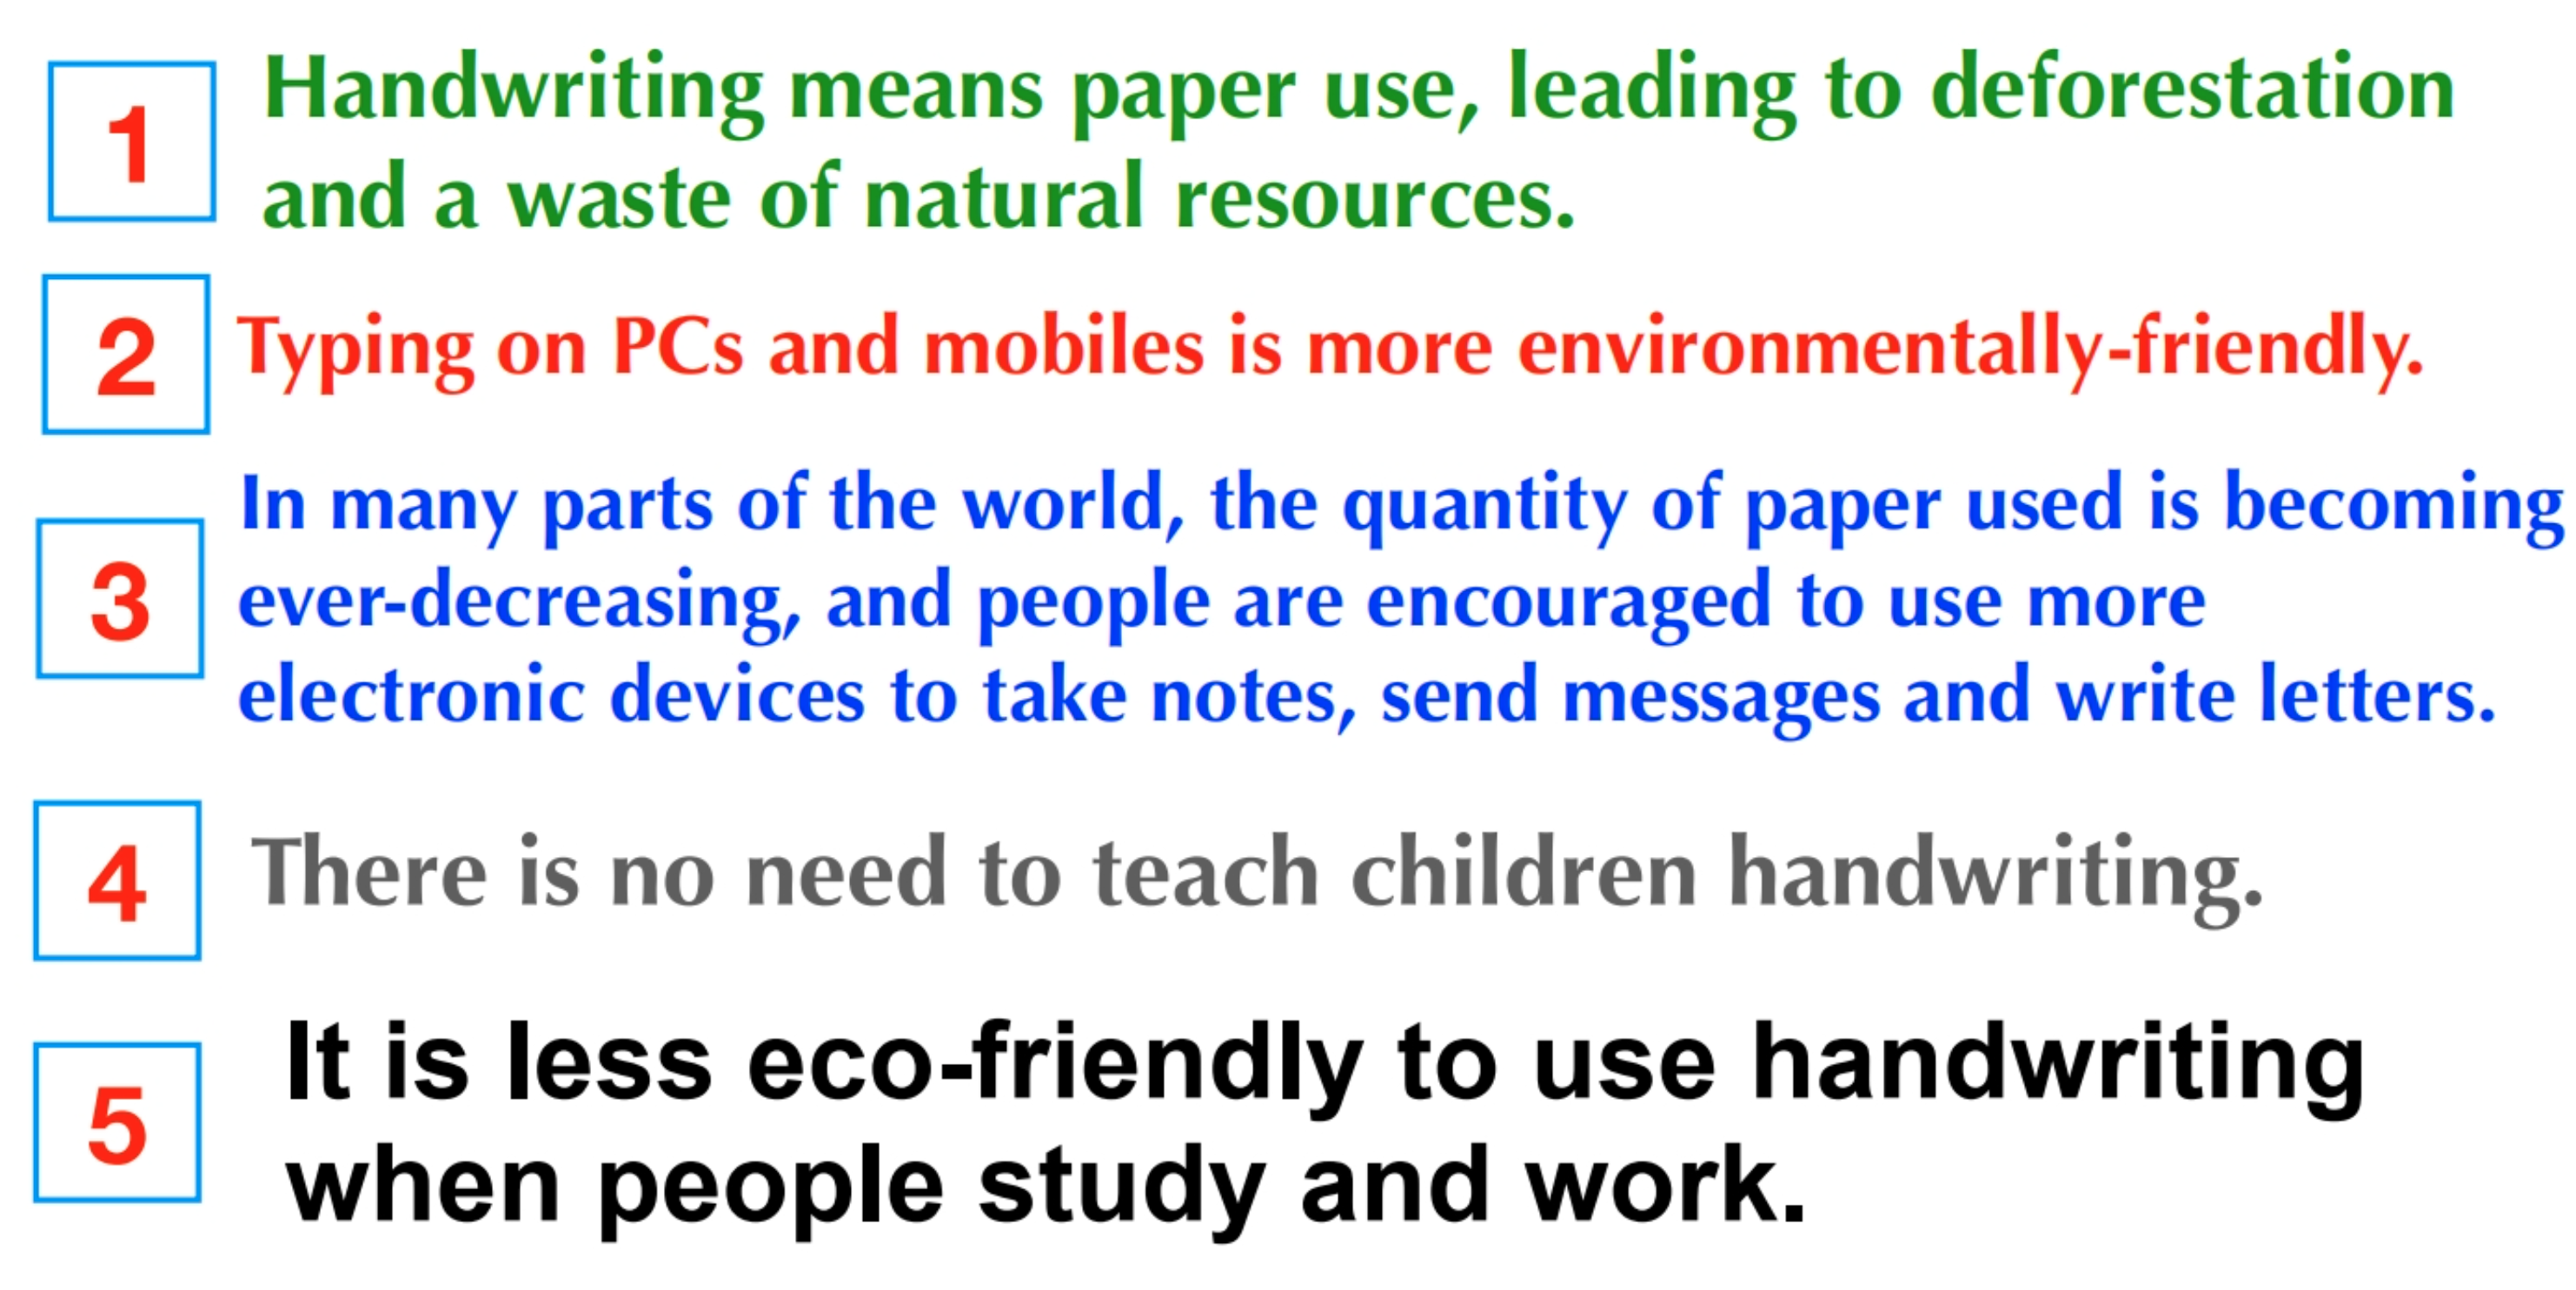 1 Handwriting means paper use, leading to deforestation
and a waste of natural resources.
2 Typing on PCs and mobiles is more environmentally-friendly.
In many parts of the world, the quantity of paper used is becoming
3 ever-decreasing, and people are encouraged to use more
electronic devices to take notes, send messages and write letters.
4 There is no need to teach children handwriting.
5 It is less eco-friendly to use handwriting
when people study and work.